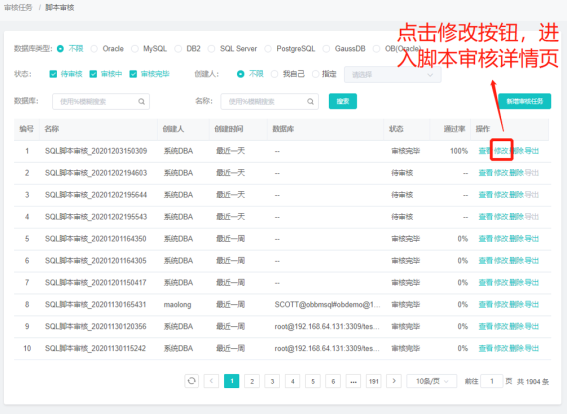 审核任务 / 脚本审核
点击修改按钮，进
入脚本审核详情页
数据库类型： 不限 Oracle MySQL DB2 SQL Server PostgreSQL GaussDB OB(Oracle)
状态： 待审核 审核中 审核完毕 创建人： 不限 我自己 指定 请选择
数据库： 使用%模糊搜索 名称： 使用%模糊搜索 搜索 新增审核任务
编号 名称 创建人 创建时间 数据库 状态 通过率 操作
1 SQL脚本审核_20201203150309 系统DBA 最近一天 -- 审核完毕 100% 查看 修改 删除 导出
2 SQL脚本审核_20201202194603 系统DBA 最近一天 -- 待审核 -- 查看 修改 删除 导出
3 SQL脚本审核_20201202195644 系统DBA 最近一天 -- 待审核 -- 查看 修改 删除 导出
4 SQL脚本审核_20201202195543 系统DBA 最近一天 -- 待审核 -- 查看 修改 删除 导出
5 SQL脚本审核_20201201164350 系统DBA 最近一周 -- 审核完毕 0% 查看 修改 删除 导出
6 SQL脚本审核_20201201164305 系统DBA 最近一周 -- 审核完毕 0% 查看 修改 删除 导出
7 SQL脚本审核_20201201150417 系统DBA 最近一周 -- 审核完毕 0% 查看 修改 删除 导出
8 SQL脚本审核_20201130165431 maolong 最近一周 SCOTT@obbmsql#obdemo@1... 审核完毕 0% 查看 修改 删除 导出
9 SQL脚本审核_20201130120356 系统DBA 最近一周 root@192.168.64.131:3309/tes... 审核完毕 0% 查看 修改 删除 导出
10 SQL脚本审核_20201130115242 系统DBA 最近一周 root@192.168.64.131:3309/tes... 审核完毕 0% 查看 修改 删除 导出
1 2 3 4 5 6 ... 191 10条/页 前往 1 页 共 1904 条